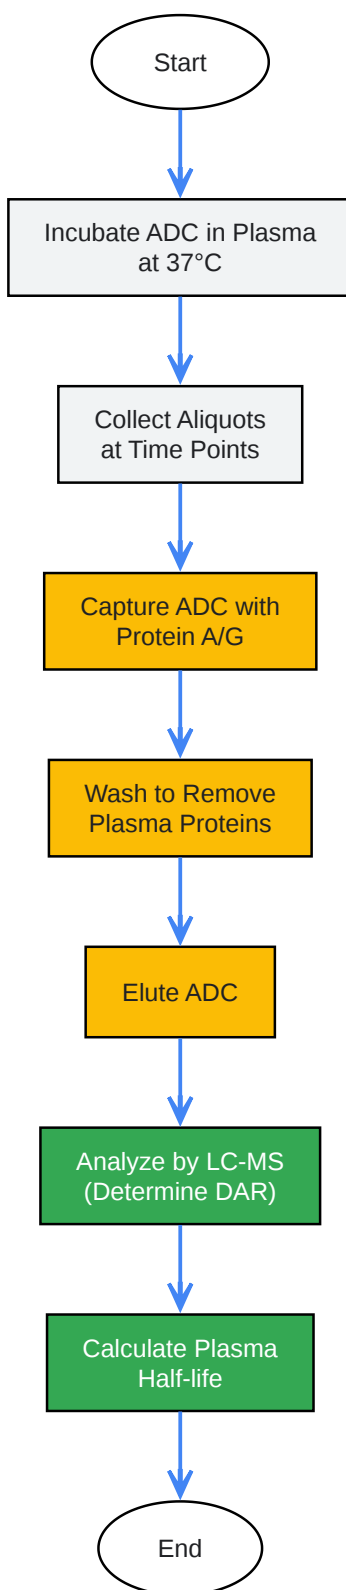 Start
Incubate ADC in Plasma
at 37°C
Collect Aliquots
at Time Points
Capture ADC with
Protein A/G
Wash to Remove
Plasma Proteins
Elute ADC
Analyze by LC-MS
(Determine DAR)
Calculate Plasma
Half-life
End